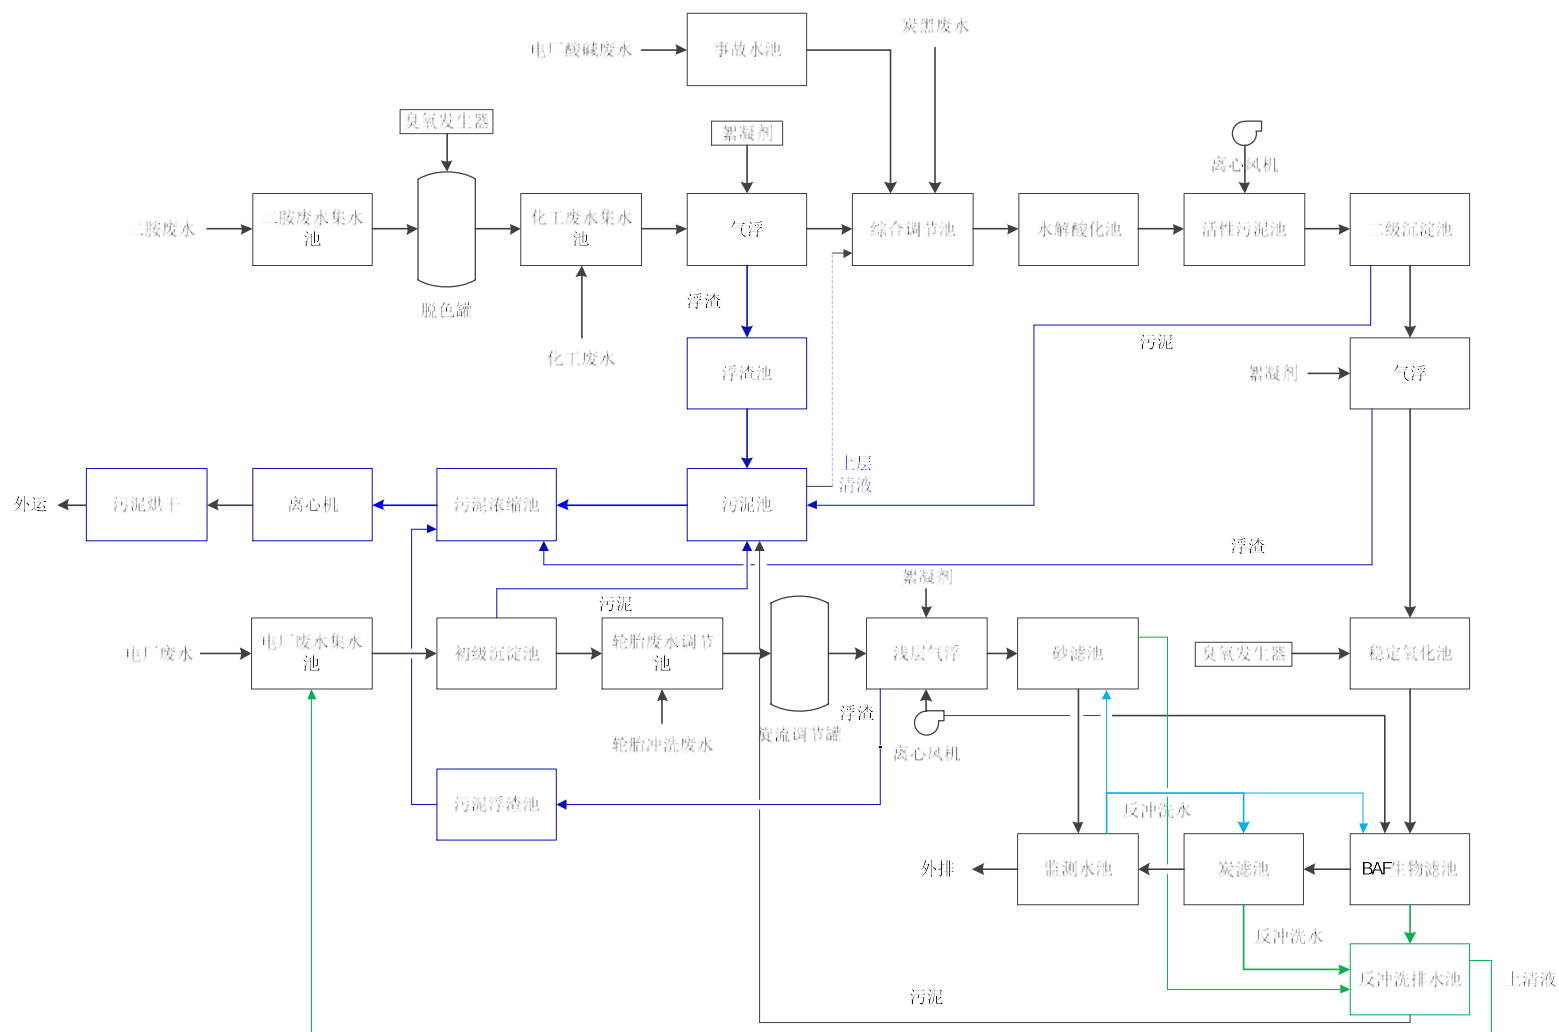 炭黑废水
电厂酸碱废水
事故水池
臭氧发生器
絮凝剂
离心风机
二胺废水
二胺废水集水
池
化工废水集水
池
气浮
综合调节池
水解酸化池
活性污泥池
二级沉淀池
脱色罐
浮渣
化工废水
污泥
浮渣池
絮凝剂
气浮
上层
清液
外运
污泥烘干
离心机
污泥浓缩池
污泥池
浮渣
絮凝剂
污泥
电厂废水
电厂废水集水
池
初级沉淀池
轮胎废水调节
池
浅层气浮
砂滤池
臭氧发生器
稳定氧化池
浮渣
旋流调节罐
轮胎冲洗废水
离心风机
污泥浮渣池
反冲洗水
外排
监测水池
炭滤池
BAF生物滤池
反冲洗水
反冲洗排水池
上清液
污泥